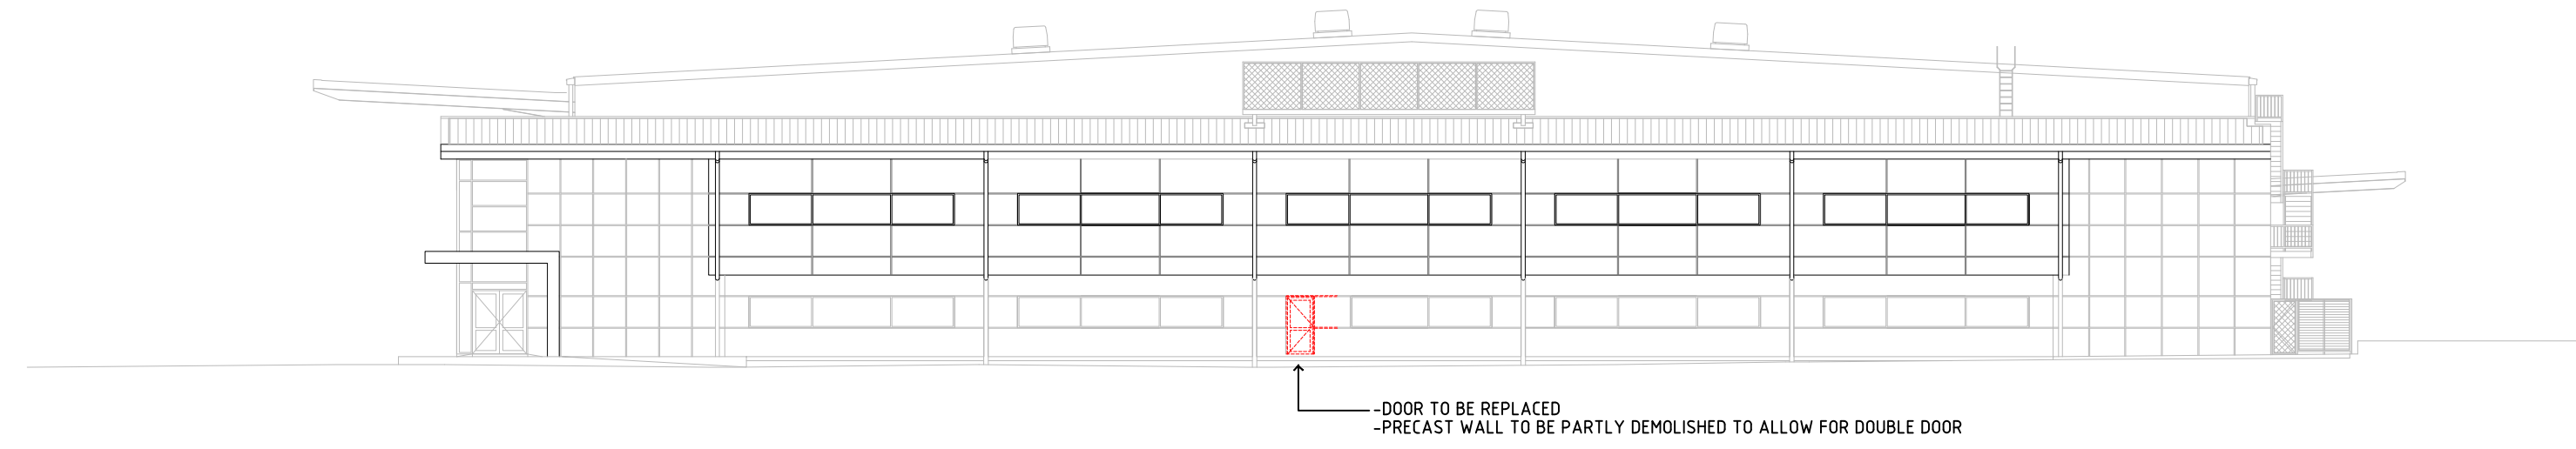 -DOOR TO BE REPLACED
-PRECAST WALL TO BE PARTLY DEMOLISHED TO ALLOW FOR DOUBLE DOOR